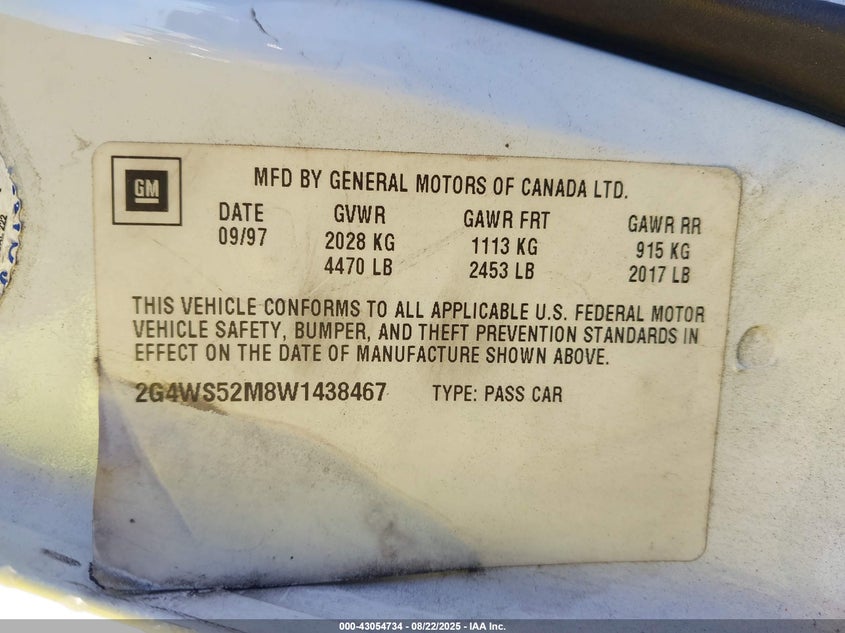 GM
MFD BY GENERAL MOTORS OF CANADA LTD.
DATE GVWR GAWR FRT GAWR RR
09/97 2028 KG 1113 KG 915 KG
4470 LB 2453 LB 2017 LB
THIS VEHICLE CONFORMS TO ALL APPLICABLE U.S. FEDERAL MOTOR
VEHICLE SAFETY, BUMPER, AND THEFT PREVENTION STANDARDS IN
EFFECT ON THE DATE OF MANUFACTURE SHOWN ABOVE.
2G4WS52M8W1438467 TYPE: PASS CAR
000-43054734 - 08/22/2025 - IAA Inc.